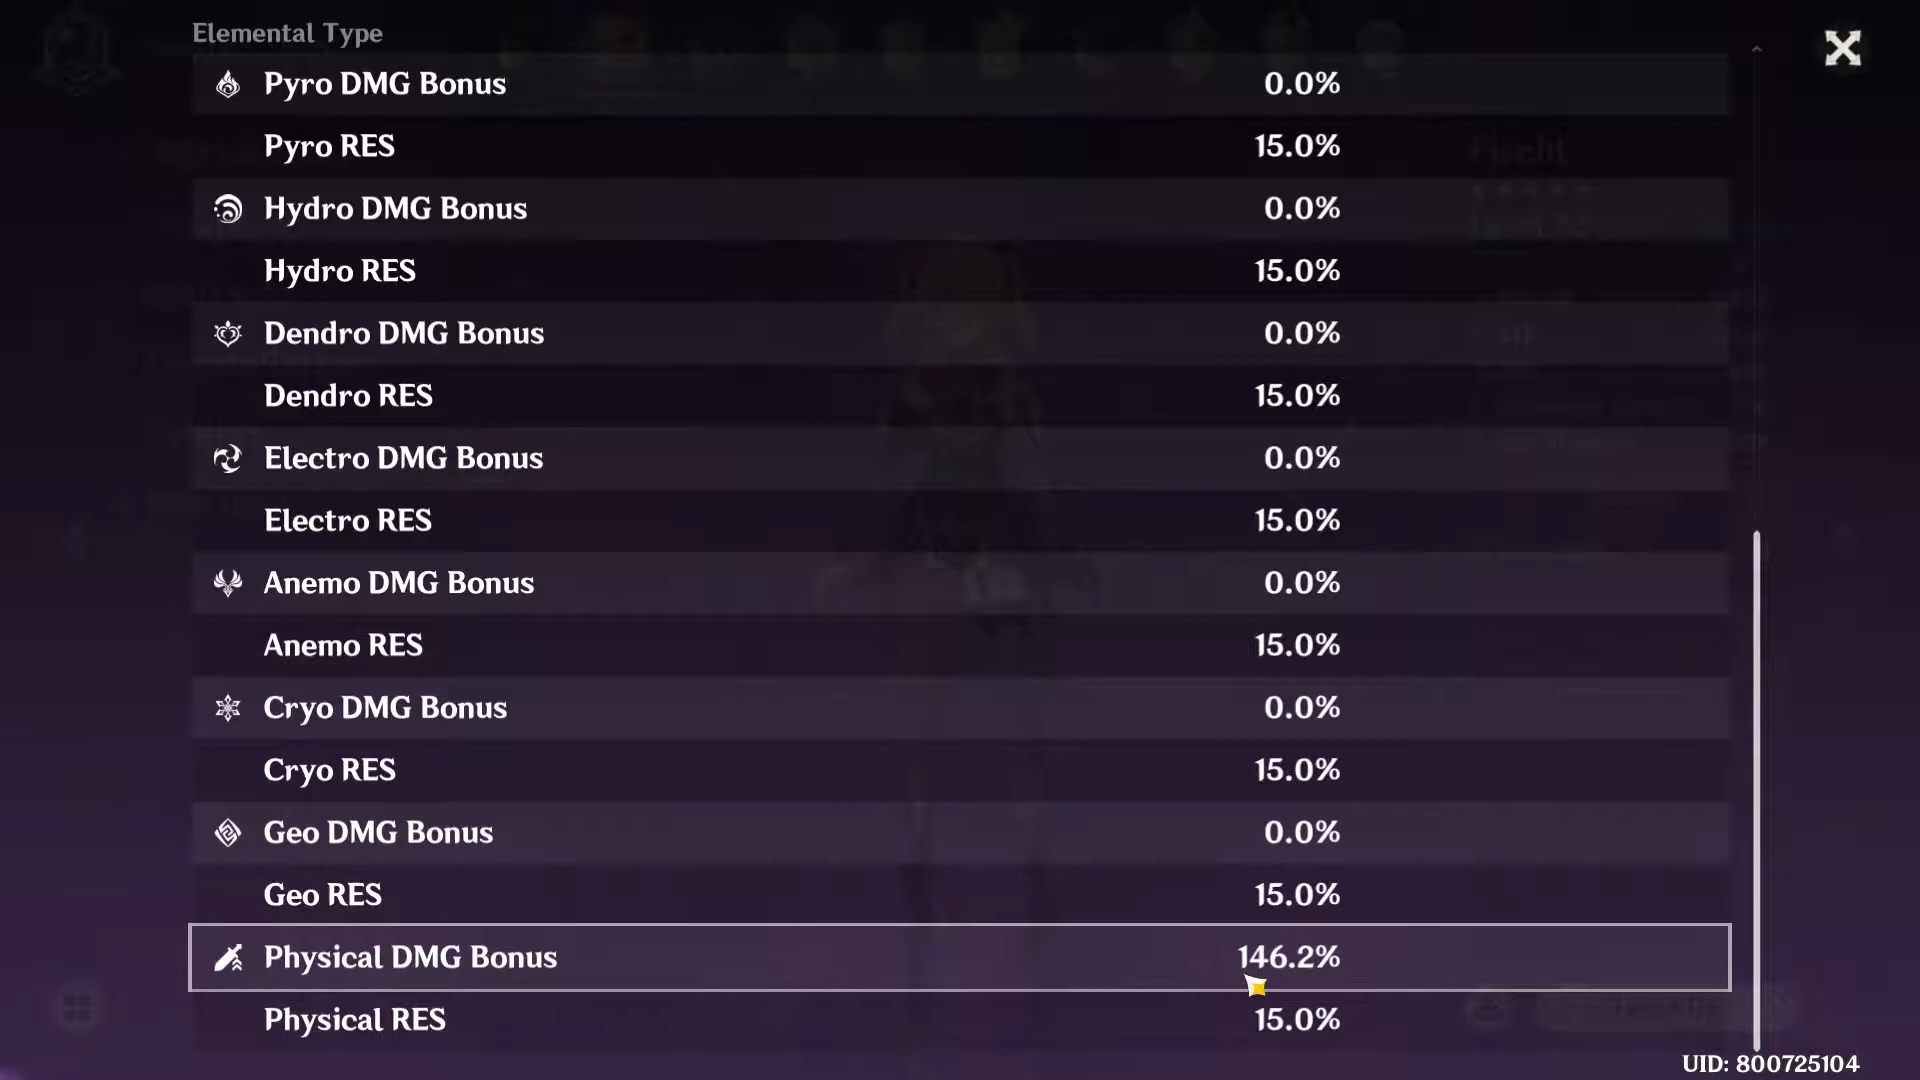 Elemental Type
Pyro DMG Bonus 0.0%
Pyro RES 15.0%
Hydro DMG Bonus 0.0%
Hydro RES 15.0%
Dendro DMG Bonus 0.0%
Dendro RES 15.0%
Electro DMG Bonus 0.0%
Electro RES 15.0%
Anemo DMG Bonus 0.0%
Anemo RES 15.0%
Cryo DMG Bonus 0.0%
Cryo RES 15.0%
Geo DMG Bonus 0.0%
Geo RES 15.0%
Physical DMG Bonus 146.2%
Physical RES 15.0%
UID: 800725104
Fischl